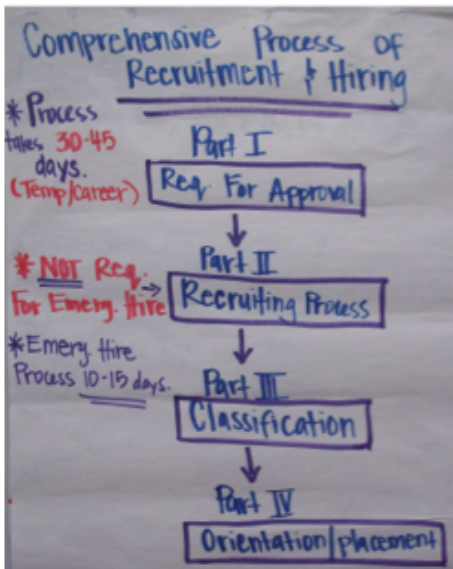 Comprehensive Process of
Recruitment & Hiring
* Process
takes 30-45
days.
(Temp/career)
Part I
Req. For Approval
Part II
* NOT Req.
For Emerg. Hire
Recruiting Process
* Emerg. Hire
Process 10-15 days.
Part III
Classification
Part IV
Orientation/placement